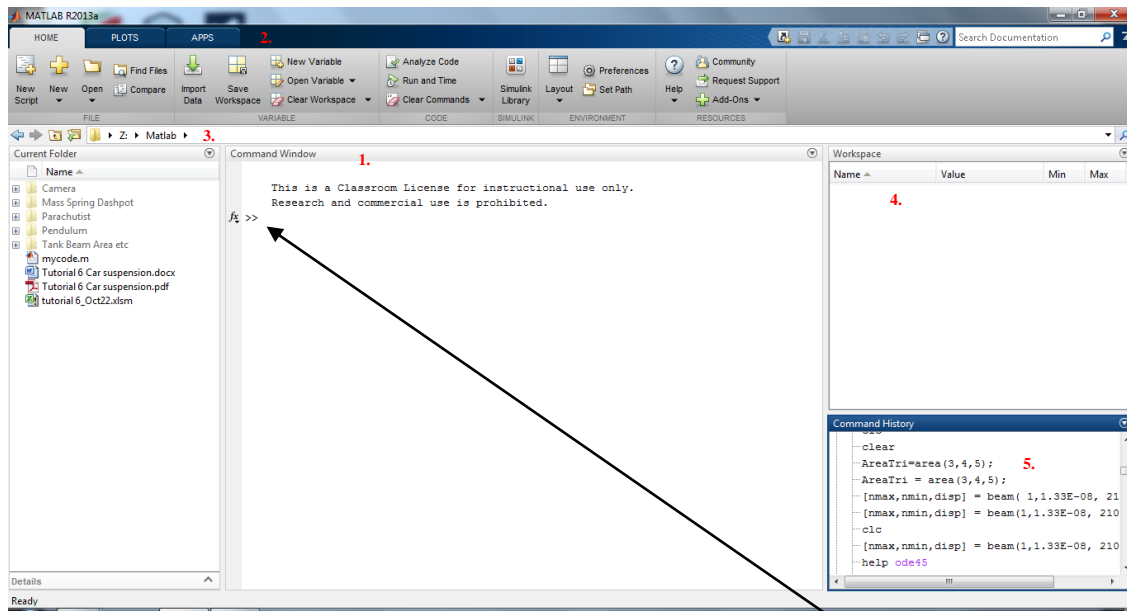 MATLAB R2013a
HOME PLOTS APPS 2. Search Documentation
New Script New Open Find Files Compare Import Data Save Workspace New Variable Open Variable Clear Workspace Analyze Code Run and Time Clear Commands Simulink Library Layout Preferences Set Path Help Community Request Support Add-Ons
FILE VARIABLE CODE SIMULINK ENVIRONMENT RESOURCES
Z: Matlab 3.
Current Folder
Name
Camera
Mass Spring Dashpot
Parachutist
Pendulum
Tank Beam Area etc
mycode.m
Tutorial 6 Car suspension.docx
Tutorial 6 Car suspension.pdf
tutorial 6_Oct22.xlsm
Details
Ready
Command Window 1.
This is a Classroom License for instructional use only.
Research and commercial use is prohibited.
fx >>
Workspace
Name Value Min Max
4.
Command History
clear
AreaTri=area(3,4,5); 5.
AreaTri = area(3,4,5);
[nmax,nmin,disp] = beam( 1,1.33E-08, 21
[nmax,nmin,disp] = beam(1,1.33E-08, 210
clc
[nmax,nmin,disp] = beam(1,1.33E-08, 210
help ode45